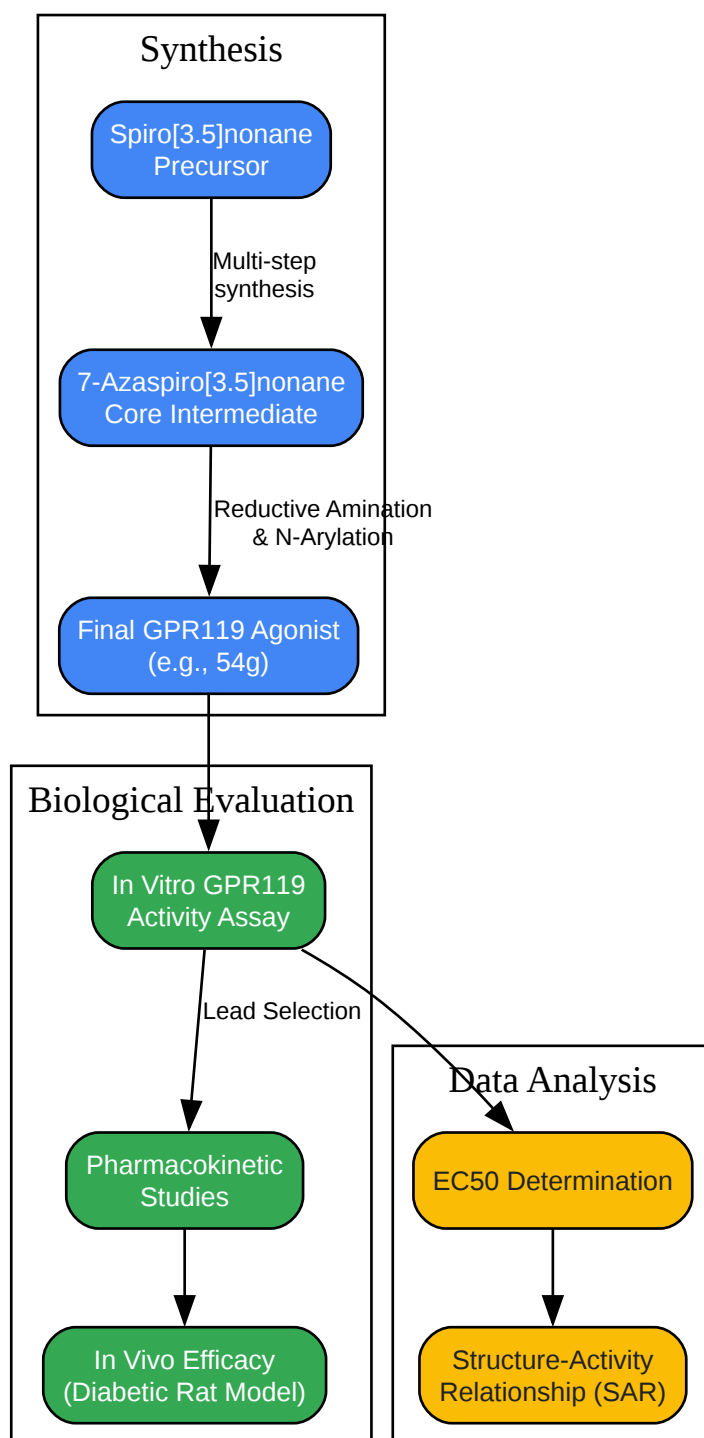 Synthesis
Spiro[3.5]nonane
Precursor
Multi-step
synthesis
7-Azaspiro[3.5]nonane
Core Intermediate
Reductive Amination
& N-Arylation
Final GPR119 Agonist
(e.g., 54g)
Biological Evaluation
In Vitro GPR119
Activity Assay
Lead Selection
Data Analysis
Pharmacokinetic
Studies
EC50 Determination
In Vivo Efficacy
(Diabetic Rat Model)
Structure-Activity
Relationship (SAR)